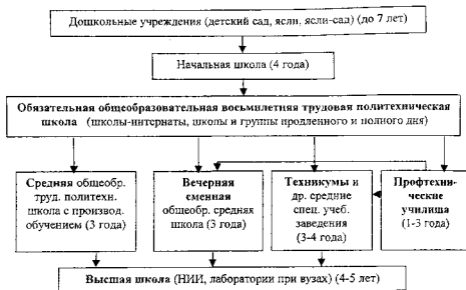 Дошкольные учреждения (детский сад, ясли, ясли-сад) (до 7 лет)
Начальная школа (4 года)
Обязательная общеобразовательная восьмилетняя трудовая политехническая
школа (школы-интернаты, школы и группы продленного и полного дня)
Средняя общеобр.
труд. политехн.
школа с производ.
обучением (3 года)
Вечерная
сменная
общеобр. средняя
школа (3 года)
Техникумы и
др. средние
спец. учеб.
заведения
(3-4 года)
Профтехни-
ческие
училища
(1-3 года)
Высшая школа (НИИ, лаборатории при вузах) (4-5 лет)